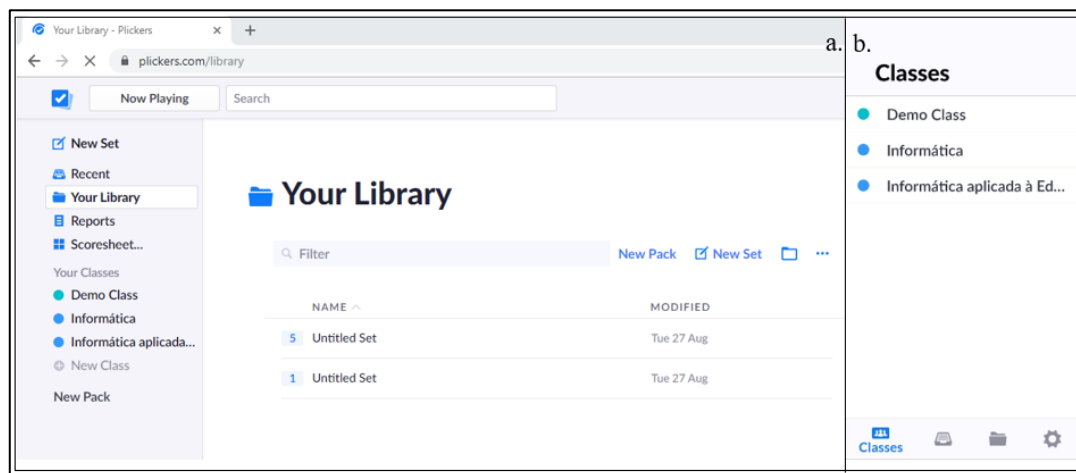 Your Library - Plickers
a. b.
plickers.com/library
Now Playing
Search
New Set
Recent
Your Library
Reports
Scoresheet...
Your Classes
Demo Class
Informática
Informática aplicada...
New Class
New Pack
Your Library
Filter
New Pack New Set ...
NAME MODIFIED
5 Untitled Set Tue 27 Aug
1 Untitled Set Tue 27 Aug
Classes
Demo Class
Informática
Informática aplicada à Ed...
Classes